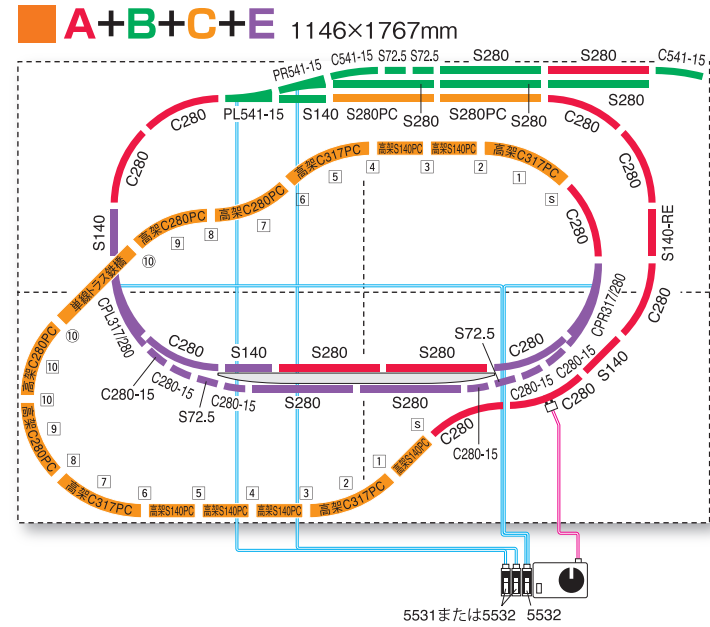 A+B+C+E 1146×1767mm
PR541-15
C541-15
S72.5
S72.5
S280
S280
C541-15
PL541-15
S140
S280PC
S280
S280PC
S280
S280
C280
C280
C280
C280
高架C317PC
高架S140PC
高架S140PC
高架C317PC
5
4
3
2
1
S
6
7
8
9
⑩
高架C280PC
高架C280PC
S140
C280
S140-RE
単線トラス鉄橋
⑩
CPL317/280
CPR317/280
C280
C280
S140
S280
S280
S72.5
C280
C280-15
C280-15
S72.5
C280-15
S280
S280
C280-15
C280-15
C280-15
S140
C280
C280
高架C280PC
10
10
9
8
7
6
5
4
3
2
1
S
高架C280PC
高架C317PC
高架S140PC
高架S140PC
高架S140PC
高架C317PC
高架S140PC
5531または5532
5532